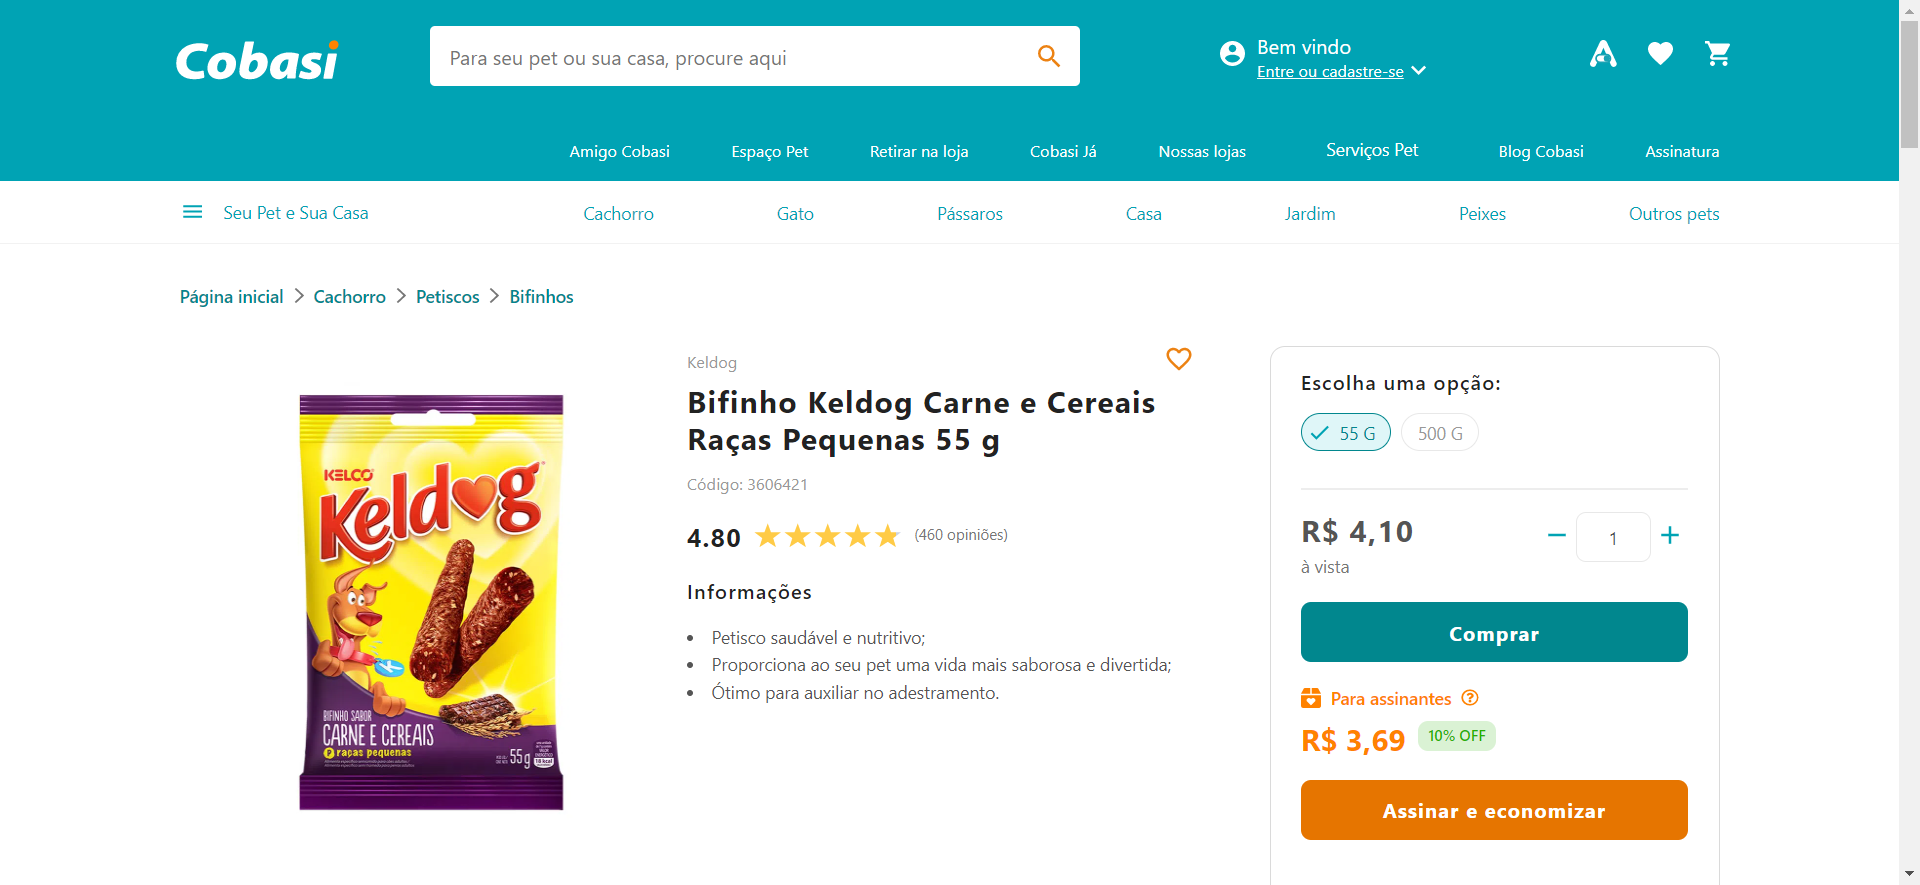 Cobasi
Para seu pet ou sua casa, procure aqui
Bem vindo
Entre ou cadastre-se
Amigo Cobasi
Espaço Pet
Retirar na loja
Cobasi Já
Nossas lojas
Serviços Pet
Blog Cobasi
Assinatura
Seu Pet e Sua Casa
Cachorro
Gato
Pássaros
Casa
Jardim
Peixes
Outros pets
Página inicial > Cachorro > Petiscos > Bifinhos
KELCO
Keldog
BIFINHO SABOR
CARNE E CEREAIS
P raças pequenas
55g
Keldog
Bifinho Keldog Carne e Cereais
Raças Pequenas 55 g
Código: 3606421
4.80 (460 opiniões)
Informações
• Petisco saudável e nutritivo;
• Proporciona ao seu pet uma vida mais saborosa e divertida;
• Ótimo para auxiliar no adestramento.
Escolha uma opção:
55 G
500 G
R$ 4,10
à vista
1
Comprar
Para assinantes
R$ 3,69
10% OFF
Assinar e economizar